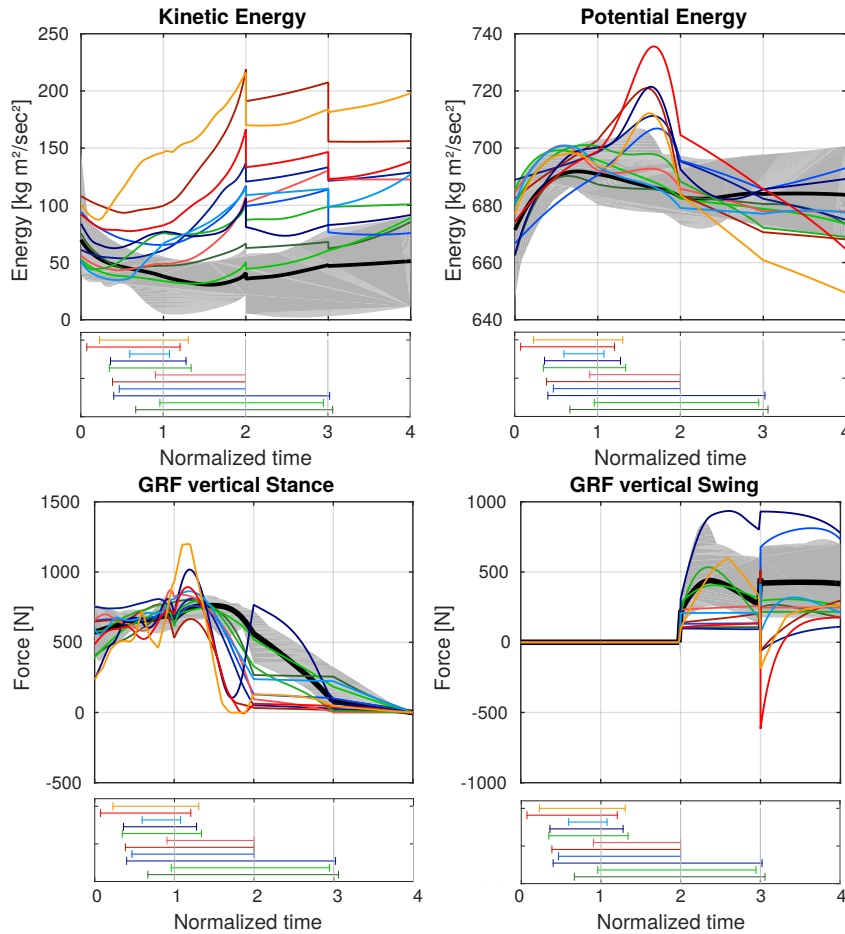 Kinetic Energy
Potential Energy
250
200
150
100
50
0
Energy [kg m²/sec²]
740
720
700
680
660
640
Energy [kg m²/sec²]
0 1 2 3 4
Normalized time
0 1 2 3 4
Normalized time
GRF vertical Stance
GRF vertical Swing
1500
1000
500
0
-500
Force [N]
1000
500
0
-500
-1000
Force [N]
0 1 2 3 4
Normalized time
0 1 2 3 4
Normalized time